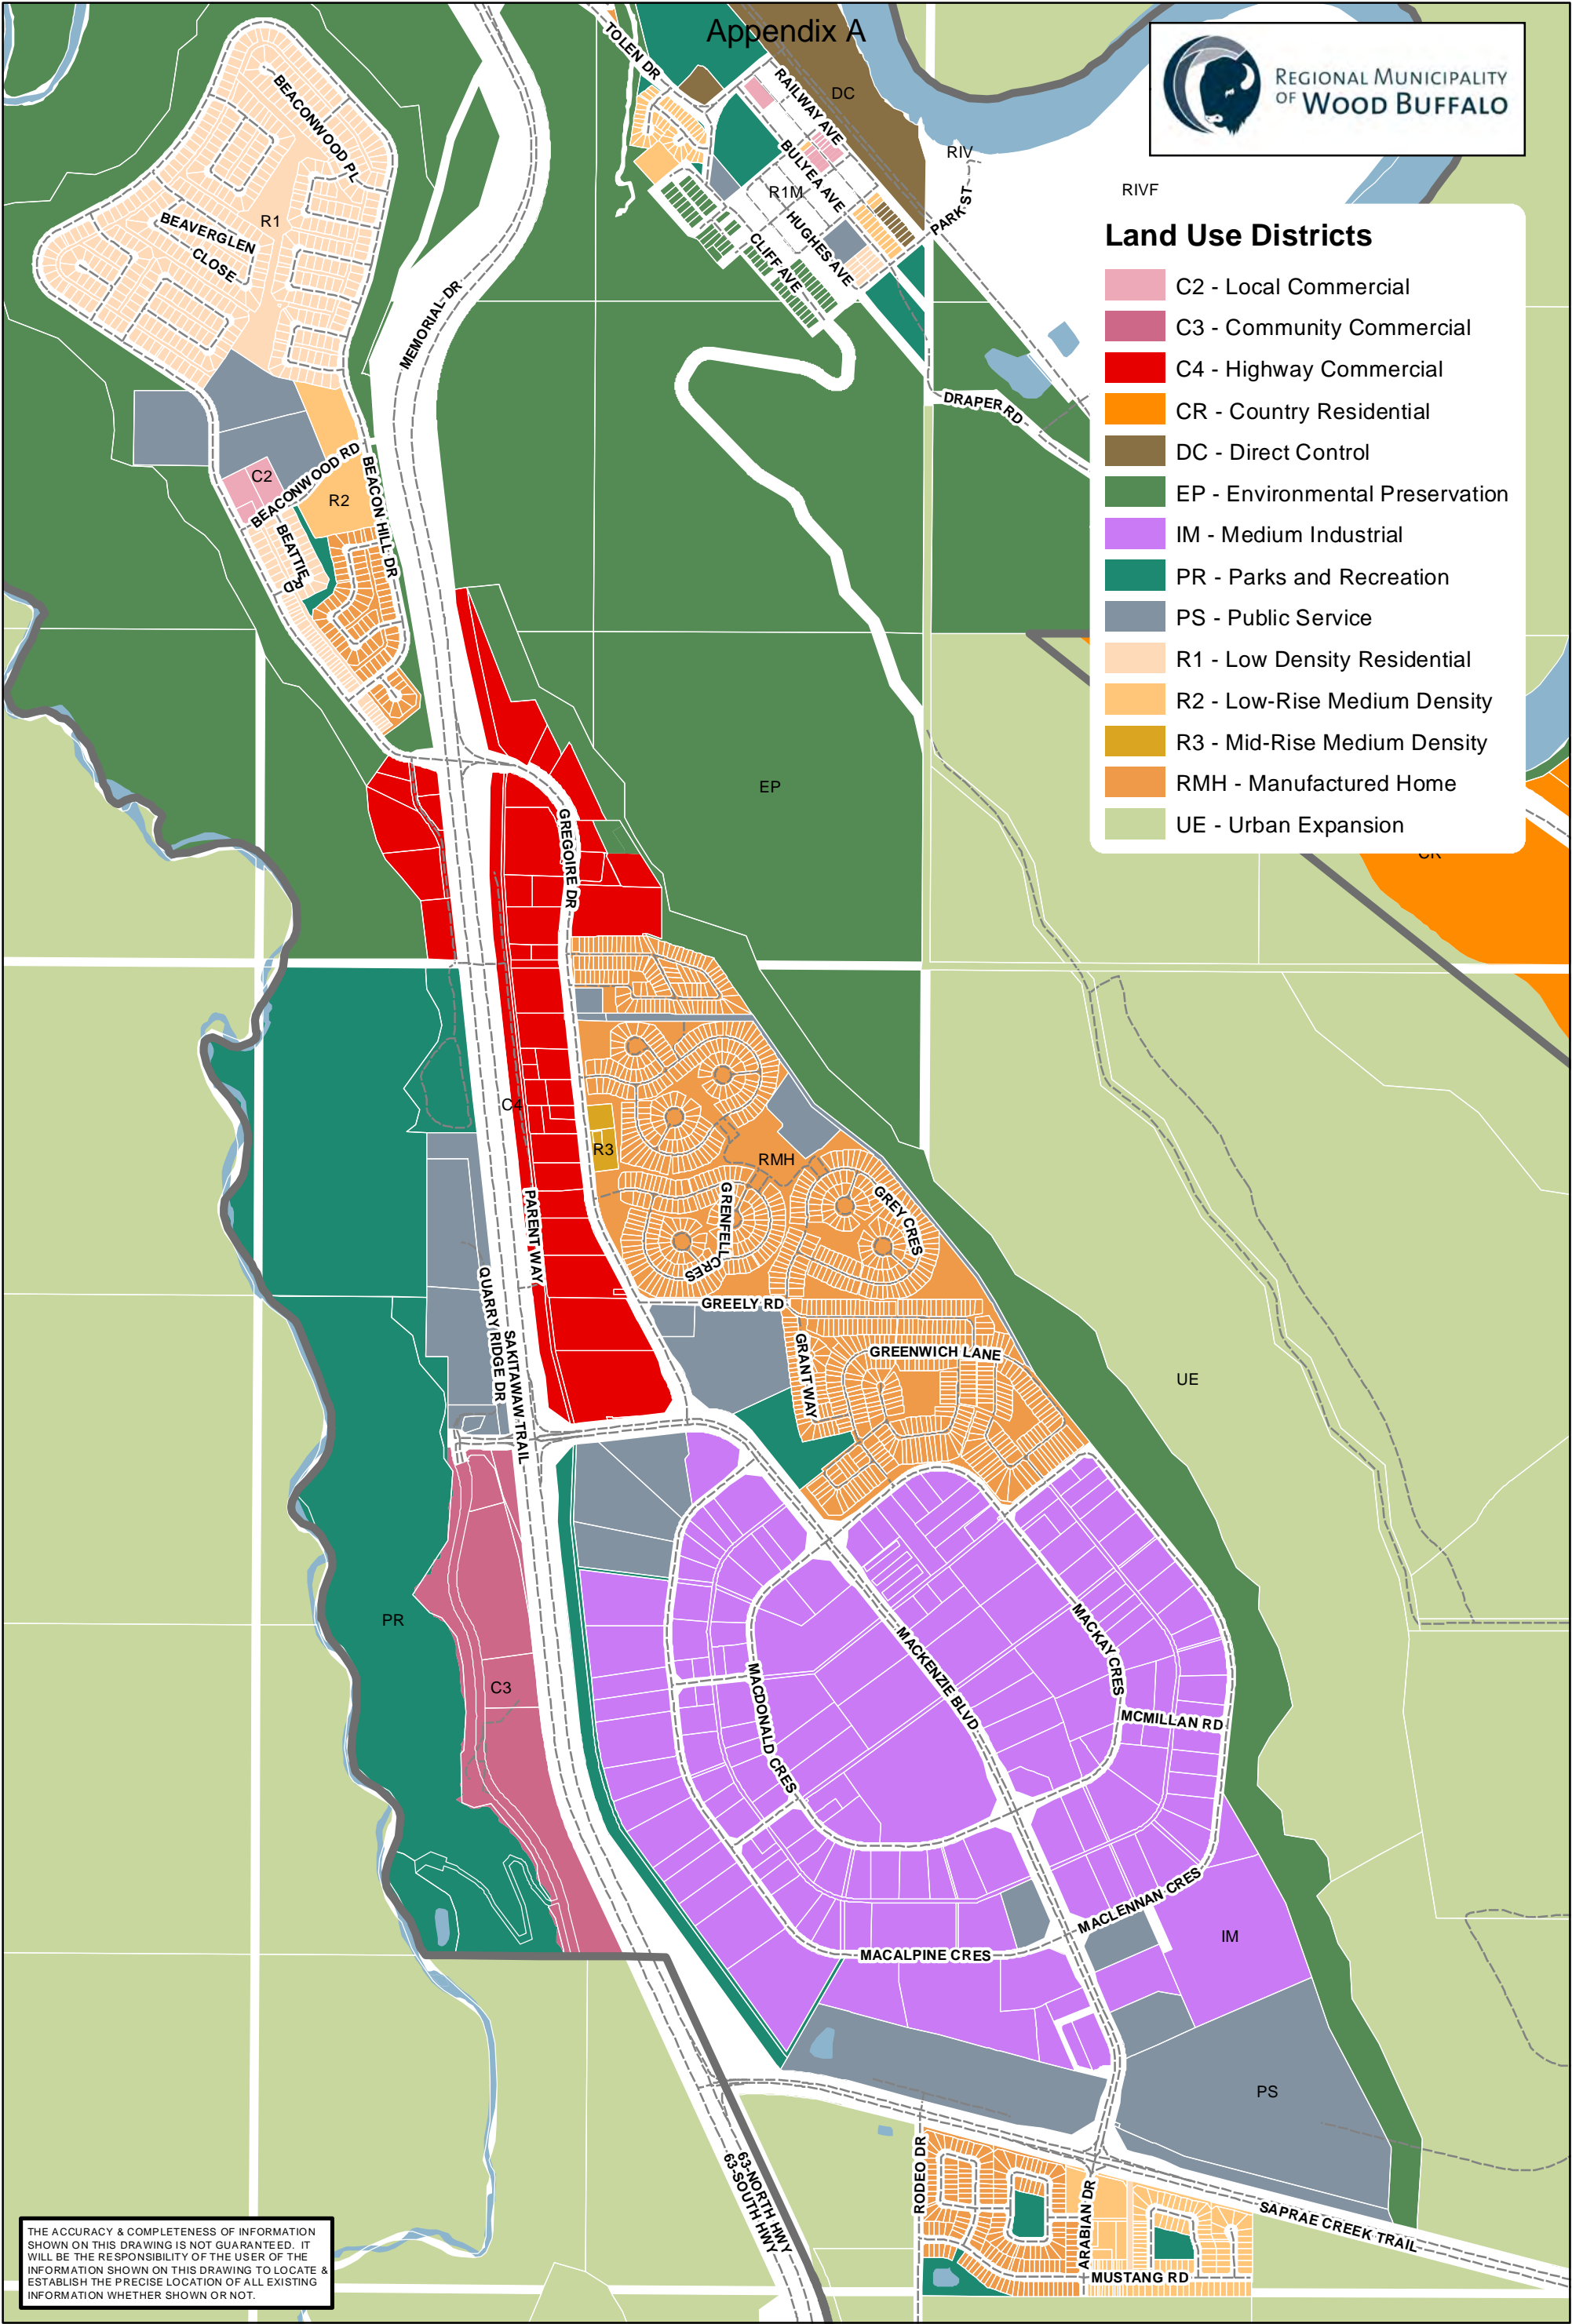 Appendix A
REGIONAL MUNICIPALITY
OF WOOD BUFFALO
TOLEN DR
RAILWAY AVE
DC
BULYEA AVE
RIV
RIVF
R1M
HUGHES AVE
PARK ST
CLIFF AVE
BEACONWOOD PL
R1
BEAVERGLEN
CLOSE
MEMORIAL DR
DRAPER RD
Land Use Districts
C2 - Local Commercial
C3 - Community Commercial
C4 - Highway Commercial
CR - Country Residential
DC - Direct Control
EP - Environmental Preservation
IM - Medium Industrial
PR - Parks and Recreation
PS - Public Service
R1 - Low Density Residential
R2 - Low-Rise Medium Density
R3 - Mid-Rise Medium Density
RMH - Manufactured Home
UE - Urban Expansion
CR
C2
BEACONWOOD RD
R2
BEACON HILL DR
BEATTIE
RD
EP
GREGOIRE DR
C4
R3
RMH
GRENFELL
CRES
GREY CRES
PARENT WAY
QUARRY RIDGE DR
SAKITAWAW TRAIL
GREELY RD
GRANT WAY
GREENWICH LANE
UE
PR
C3
MACDONALD CRES
MACKENZIE BLVD
MACKAY CRES
MCMILLAN RD
MACLENNAN CRES
MACALPINE CRES
IM
PS
63-NORTH HWY
63-SOUTH HWY
RODEO DR
ARABIAN DR
MUSTANG RD
SAPRAE CREEK TRAIL
THE ACCURACY & COMPLETENESS OF INFORMATION
SHOWN ON THIS DRAWING IS NOT GUARANTEED. IT
WILL BE THE RESPONSIBILITY OF THE USER OF THE
INFORMATION SHOWN ON THIS DRAWING TO LOCATE &
ESTABLISH THE PRECISE LOCATION OF ALL EXISTING
INFORMATION WHETHER SHOWN OR NOT.